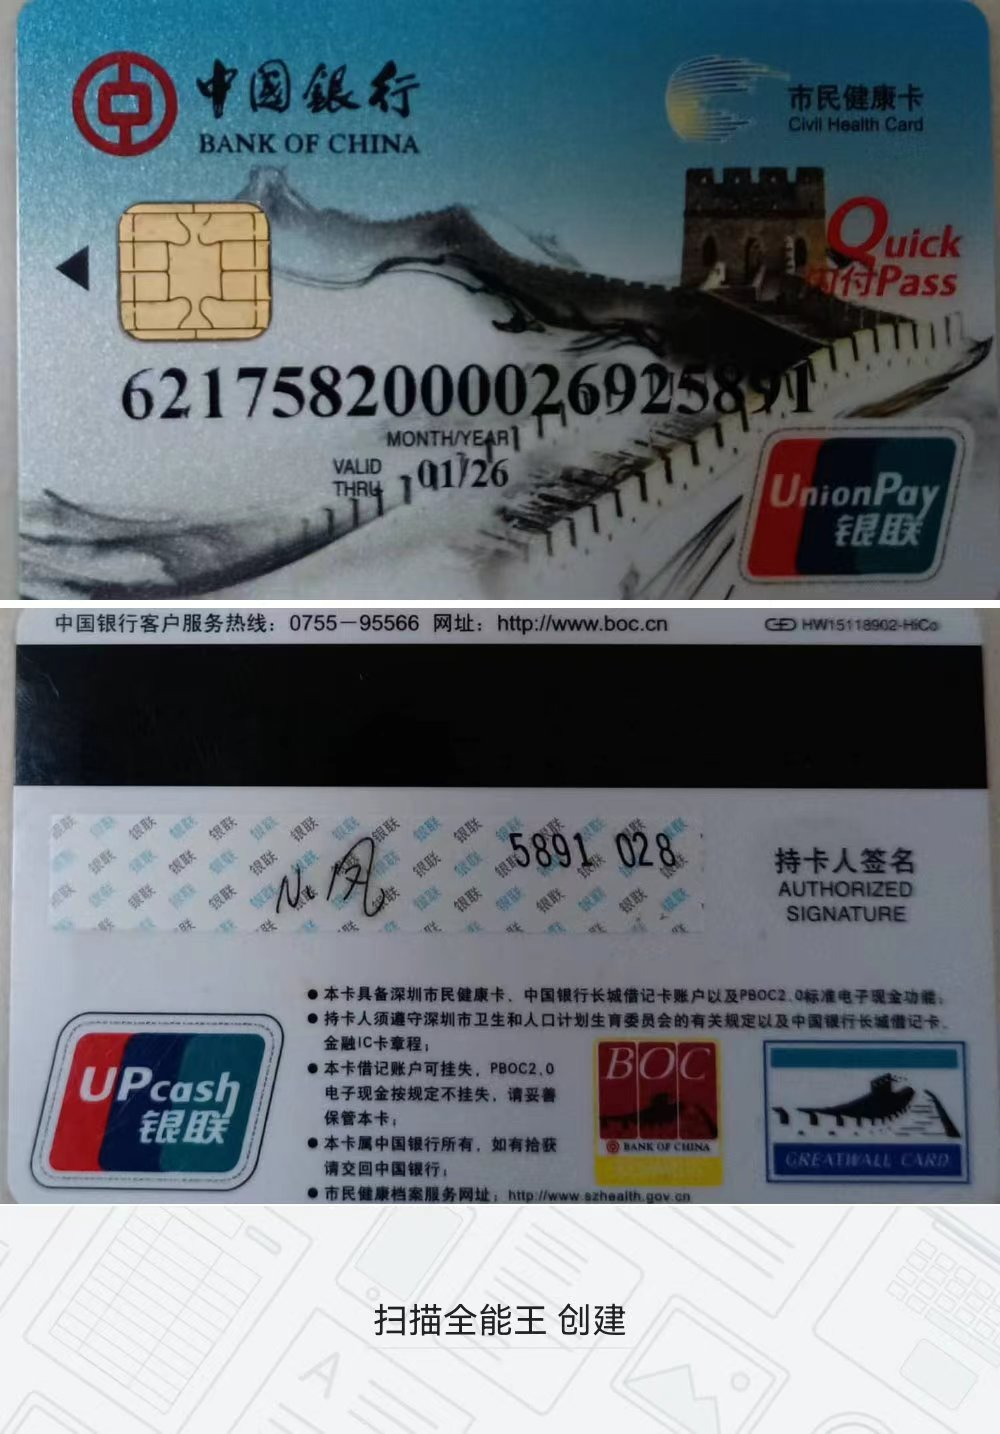 中国銀行
BANK OF CHINA
市民健康卡
Civil Health Card
Quick
闪付Pass
6217582000026925891
MONTH/YEAR
VALID
THRU 01/26
UnionPay
银联
中国银行客户服务热线：0755－95566 网址：http://www.boc.cn
HW15118902-HiCo
5891 028
持卡人签名
AUTHORIZED
SIGNATURE
UPcash
银联
●本卡具备深圳市民健康卡、中国银行长城借记卡账户以及PBOC2.0标准电子现金功能；
●持卡人须遵守深圳市卫生和人口计划生育委员会的有关规定以及中国银行长城借记卡、
金融IC卡章程；
●本卡借记账户可挂失，PBOC2.0
电子现金按规定不挂失，请妥善
保管本卡；
●本卡属中国银行所有，如有拾获
请交回中国银行；
●市民健康档案服务网址：http://www.szhealth.gov.cn
BOC
BANK OF CHINA
GREATWALL CARD
扫描全能王 创建